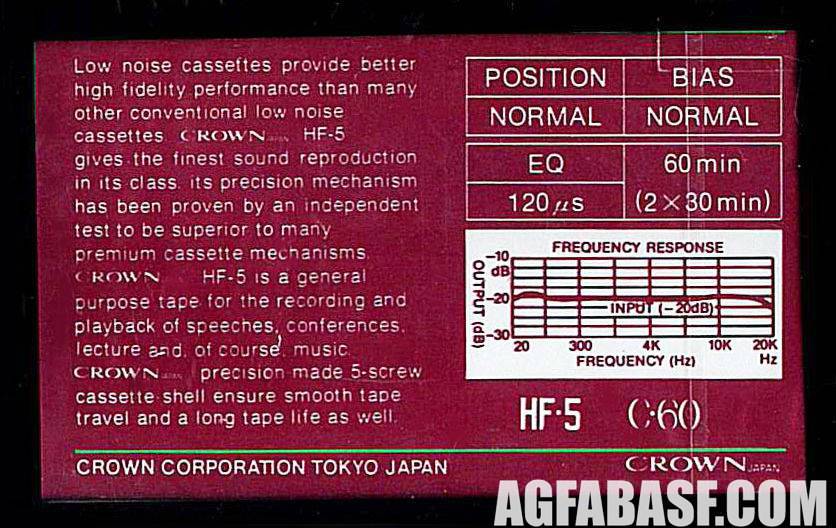 Low noise cassettes provide better
high fidelity performance than many
other conventional low noise
cassettes CROWN JAPAN HF-5
gives the finest sound reproduction
in its class. its precision mechanism
has been proven by an independent
test to be superior to many
premium cassette mechanisms.
CROWN HF-5 is a general
purpose tape for the recording and
playback of speeches, conferences,
lecture and, of course, music.
CROWN JAPAN precision-made 5-screw
cassette shell ensure smooth tape
travel and a long tape life as well.
POSITION BIAS
NORMAL NORMAL
EQ 60 min
120 μs (2×30 min)
FREQUENCY RESPONSE
OUTPUT (dB)
-10
dB
-20
-30
INPUT (-20dB)
20 300 4K 10K 20K
FREQUENCY (Hz) Hz
HF·5 C·60
CROWN CORPORATION TOKYO JAPAN
CROWN JAPAN
AGFABASF.COM